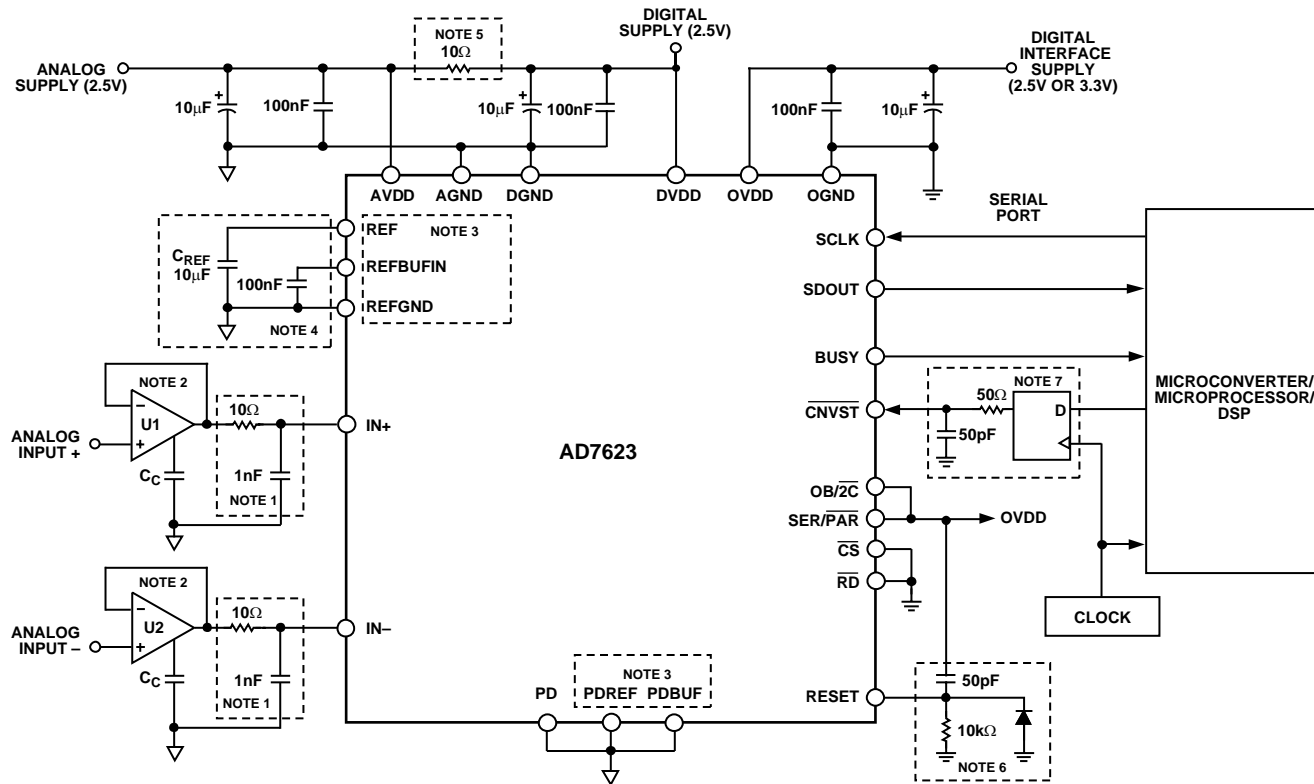 ANALOG
SUPPLY (2.5V)
NOTE 5
10Ω
DIGITAL
SUPPLY (2.5V)
DIGITAL
INTERFACE
SUPPLY
(2.5V OR 3.3V)
+
10μF
100nF
+
10μF
100nF
100nF
+
10μF
AVDD
AGND
DGND
DVDD
OVDD
OGND
REF
NOTE 3
REFBUFIN
REFGND
CREF
10μF
100nF
NOTE 4
SERIAL
PORT
SCLK
SDOUT
BUSY
CNVST
NOTE 7
50Ω
50pF
D
MICROCONVERTER/
MICROPROCESSOR/
DSP
ANALOG
INPUT +
NOTE 2
–
U1
+
CC
10Ω
1nF
NOTE 1
IN+
AD7623
OB/2C
SER/PAR
OVDD
CS
RD
CLOCK
ANALOG
INPUT –
NOTE 2
–
U2
+
CC
10Ω
1nF
NOTE 1
IN–
NOTE 3
PD
PDREF
PDBUF
RESET
50pF
10kΩ
NOTE 6